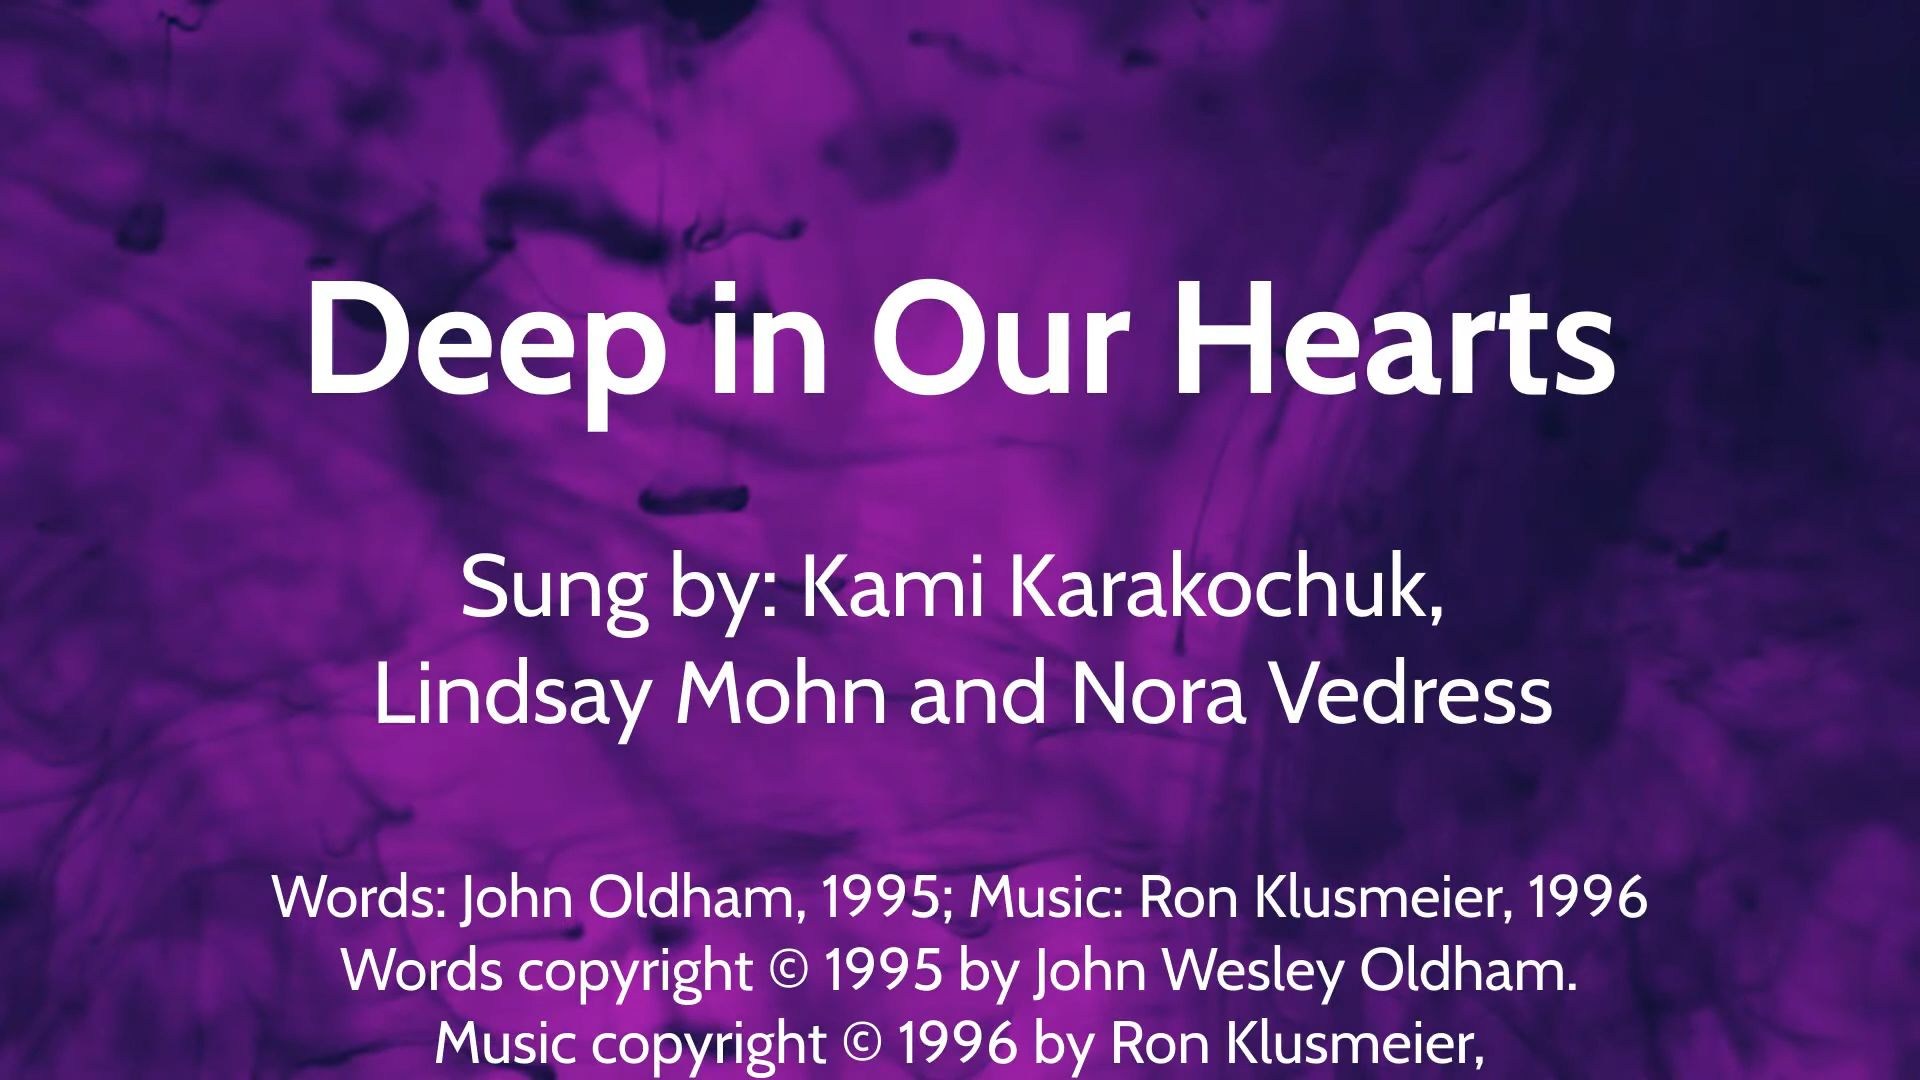 Deep in Our Hearts
Sung by: Kami Karakochuk,
Lindsay Mohn and Nora Vedress
Words: John Oldham, 1995; Music: Ron Klusmeier, 1996
Words copyright © 1995 by John Wesley Oldham.
Music copyright © 1996 by Ron Klusmeier,